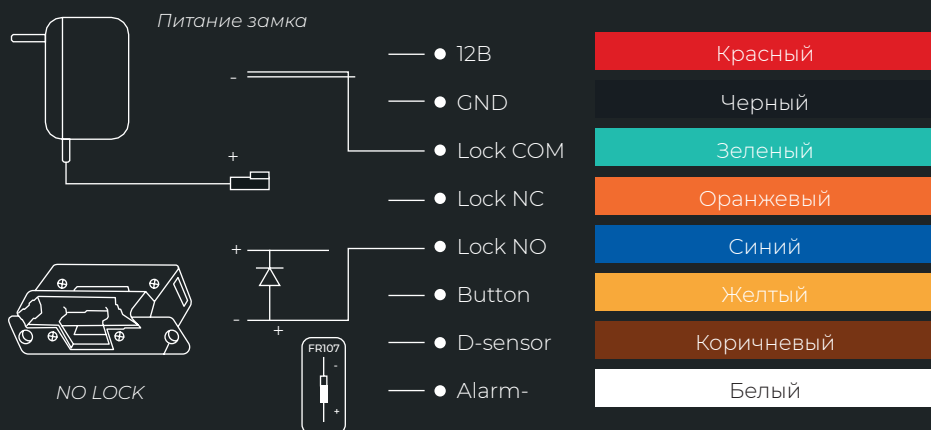 Питание замка
12В
Красный
-
GND
Черный
Lock COM
Зеленый
+
Lock NC
Оранжевый
+
Lock NO
Синий
Button
Желтый
-
+
D-sensor
Коричневый
FR107
-
+
Alarm-
Белый
NO LOCK